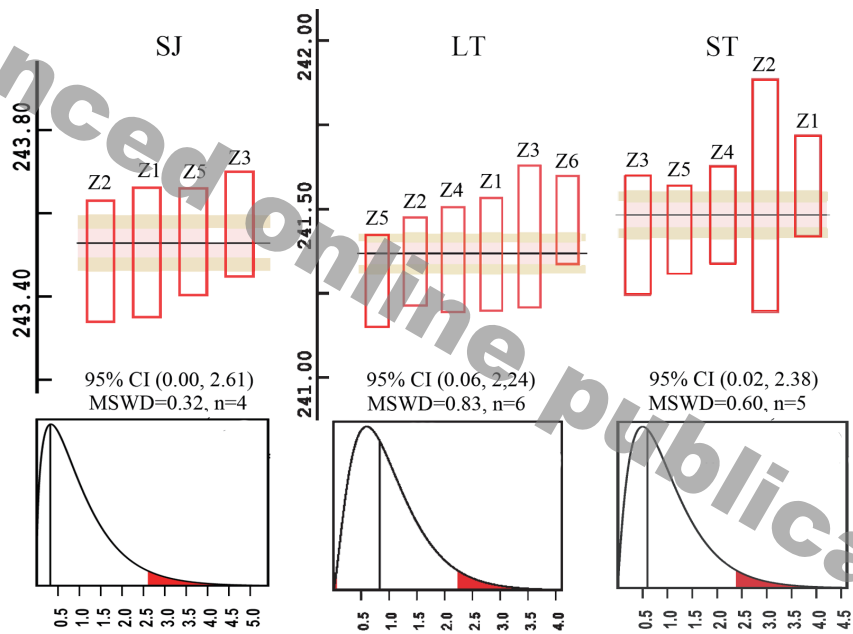 SJ
LT
ST
243.80
243.40
Z2
Z1
Z5
Z3
95% CI (0.00, 2.61)
MSWD=0.32, n=4
0.5 1.0 1.5 2.0 2.5 3.0 3.5 4.0 4.5 5.0
242.00
241.50
241.00
Z5
Z2
Z4
Z1
Z3
Z6
95% CI (0.06, 2,24)
MSWD=0.83, n=6
0.5 1.0 1.5 2.0 2.5 3.0 3.5 4.0
Z3
Z5
Z4
Z2
Z1
95% CI (0.02, 2.38)
MSWD=0.60, n=5
0.5 1.0 1.5 2.0 2.5 3.0 3.5 4.0 4.5
nced online publica